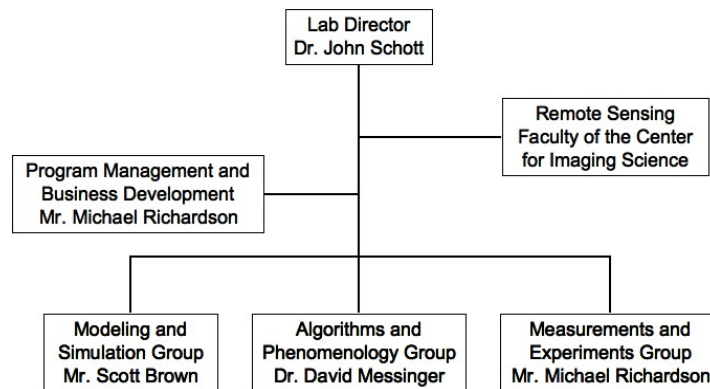 Lab Director
Dr. John Schott
Remote Sensing
Faculty of the Center
for Imaging Science
Program Management and
Business Development
Mr. Michael Richardson
Modeling and
Simulation Group
Mr. Scott Brown
Algorithms and
Phenomenology Group
Dr. David Messinger
Measurements and
Experiments Group
Mr. Michael Richardson